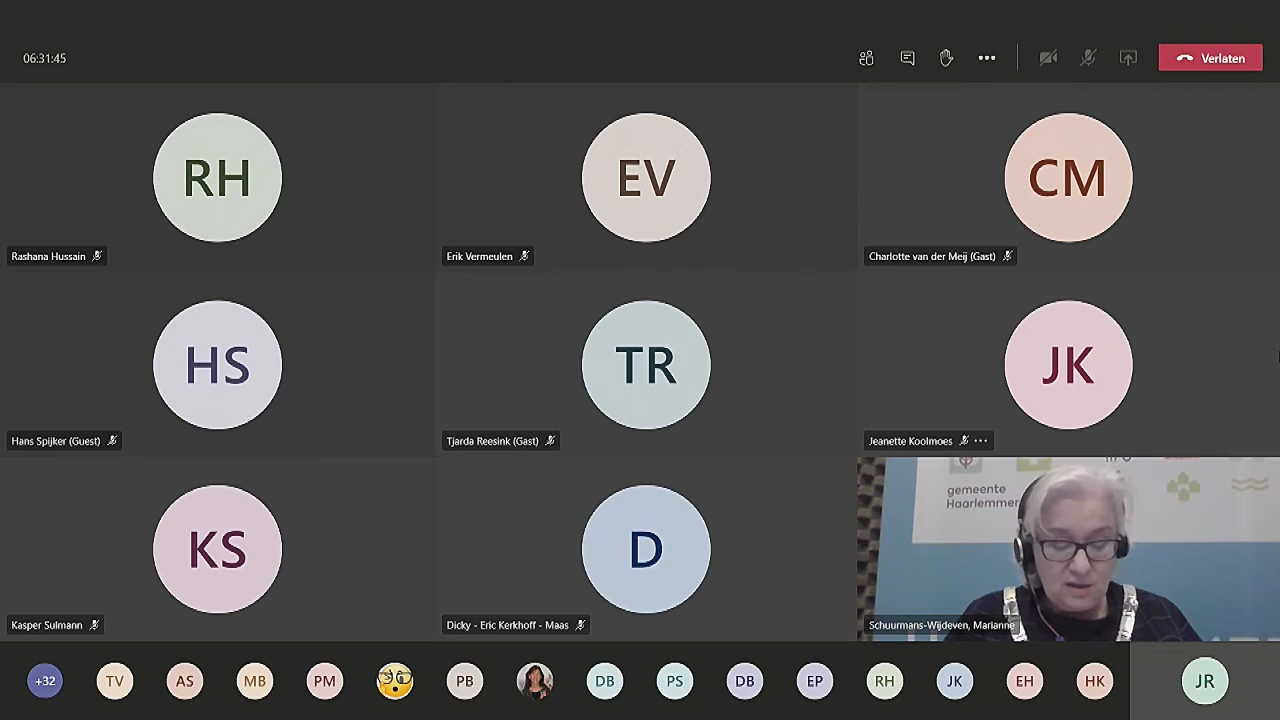 06:31:45
Verlaten
RH
EV
CM
Rashana Hussain
Erik Vermeulen
Charlotte van der Meij (Gast)
HS
TR
JK
Hans Spijker (Guest)
Tjarda Reesink (Gast)
Jeanette Koolmoes
gemeente
Haarlemmer
KS
D
Kasper Sulmann
Dicky - Eric Kerkhoff - Maas
Schuurmans-Wijdeven, Marianne
+32
TV
AS
MB
PM
PB
DB
PS
DB
EP
RH
JK
EH
HK
JR